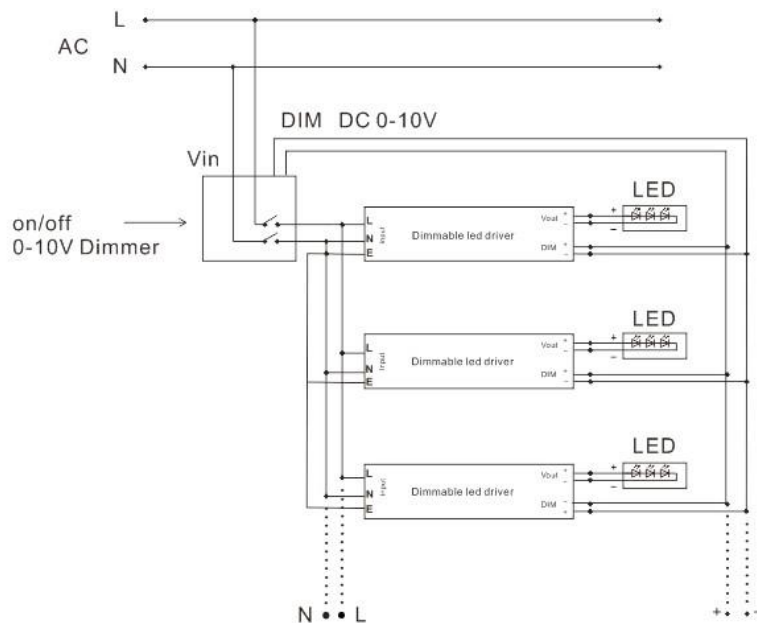 L
AC
N
DIM DC 0-10V
Vin
on/off
0-10V Dimmer
L
N
E
Input
Dimmable led driver
Vout + −
DIM + −
LED
+
−
L
N
E
Input
Dimmable led driver
Vout + −
DIM + −
LED
+
−
L
N
E
Input
Dimmable led driver
Vout + −
DIM − +
LED
+
−
N L
+ -